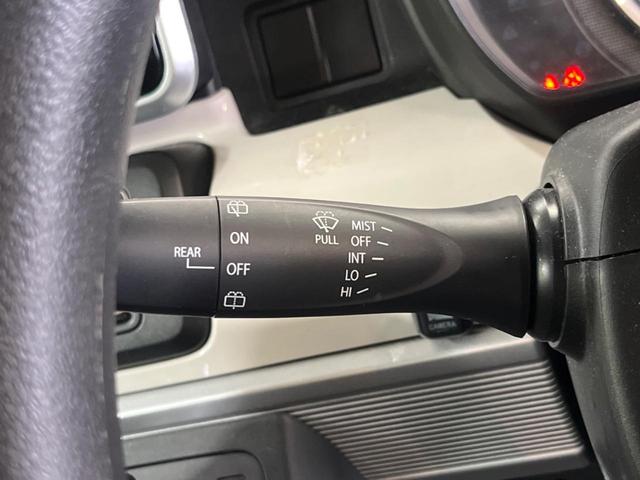 REAR
ON
OFF
PULL
MIST
OFF
INT
LO
HI
CAMERA